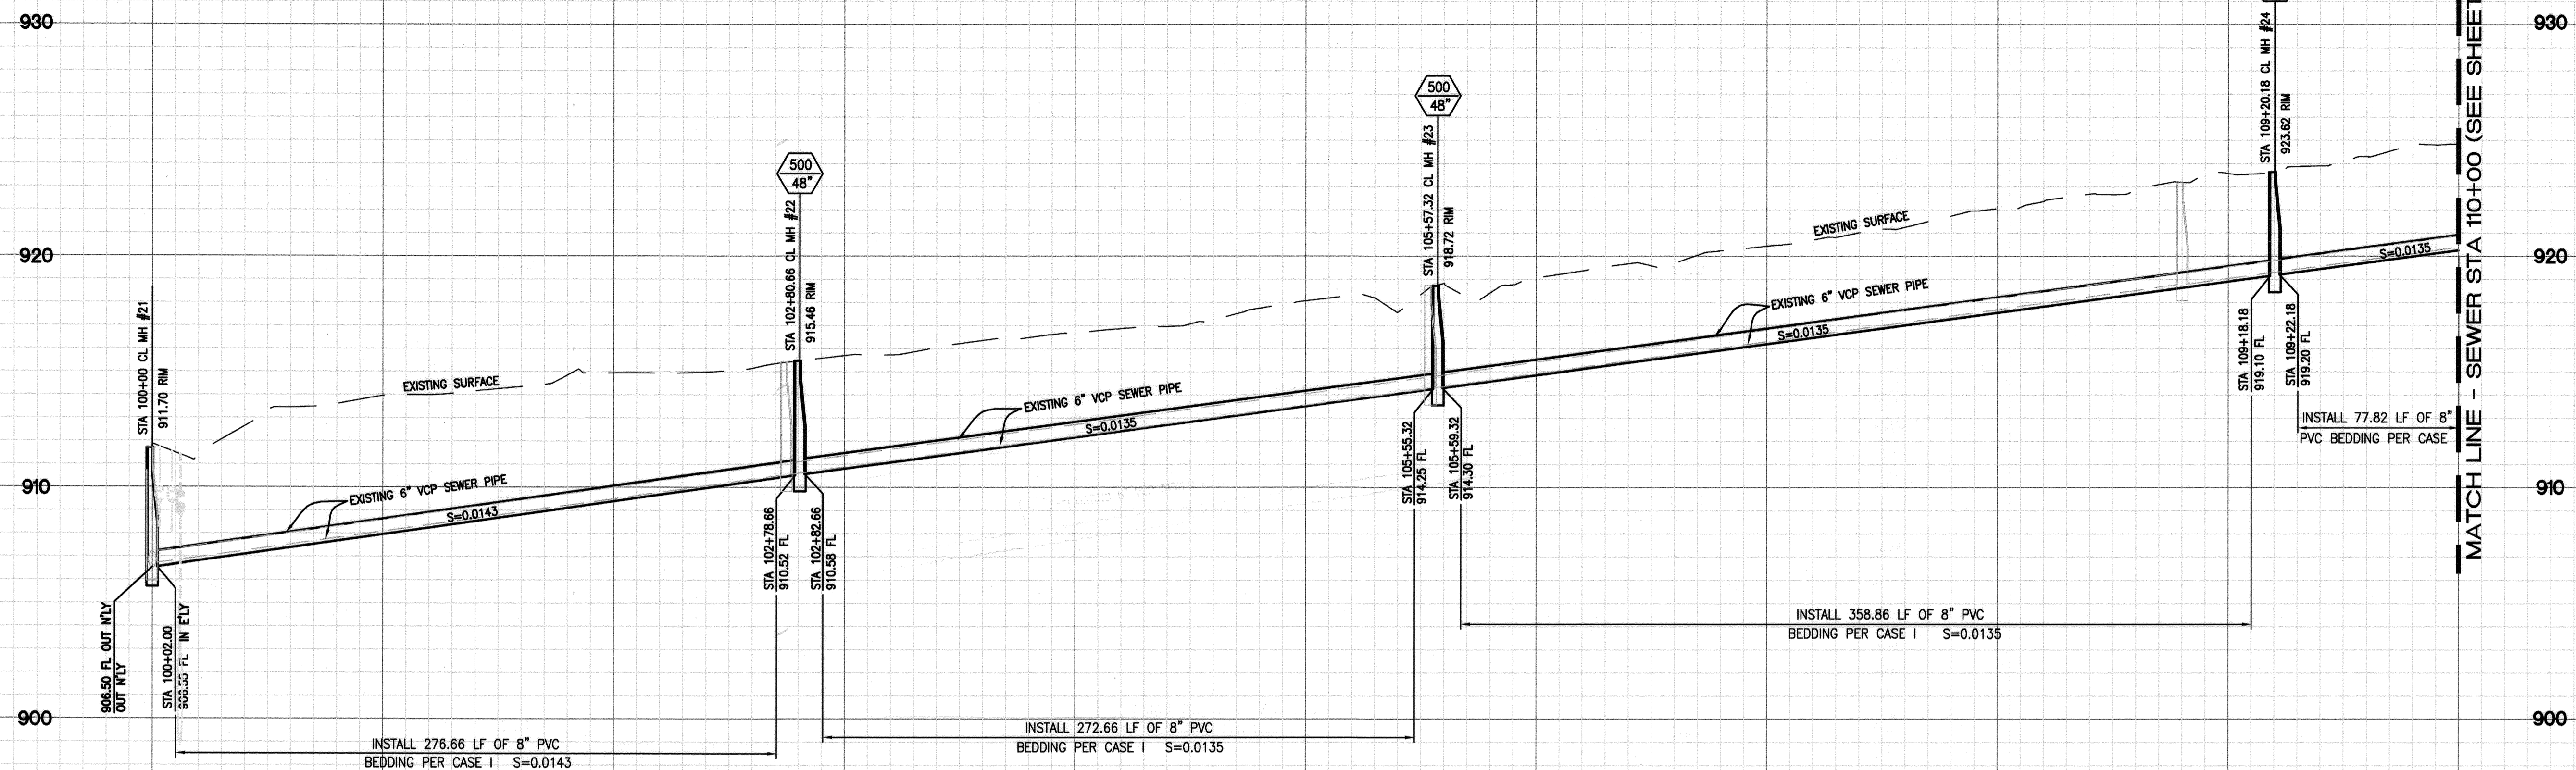 930
920
910
900
STA 100+00 CL MH #21
911.70 RIM
EXISTING SURFACE
EXISTING 6" VCP SEWER PIPE
S=0.0143
906.50 FL OUT N'LY
OUT N'LY
STA 100+02.00
906.55 FL IN E'LY
INSTALL 276.66 LF OF 8" PVC
BEDDING PER CASE I S=0.0143
500
48"
STA 102+80.66 CL MH #22
915.46 RIM
STA 102+78.66
910.52 FL
STA 102+82.66
910.58 FL
EXISTING 6" VCP SEWER PIPE
S=0.0135
INSTALL 272.66 LF OF 8" PVC
BEDDING PER CASE I S=0.0135
500
48"
STA 105+57.32 CL MH #23
918.72 RIM
STA 105+55.32
914.25 FL
STA 105+59.32
914.30 FL
EXISTING SURFACE
EXISTING 6" VCP SEWER PIPE
S=0.0135
INSTALL 358.86 LF OF 8" PVC
BEDDING PER CASE I S=0.0135
STA 109+20.18 CL MH #24
923.62 RIM
STA 109+18.18
919.10 FL
STA 109+22.18
919.20 FL
S=0.0135
INSTALL 77.82 LF OF 8"
PVC BEDDING PER CASE
MATCH LINE - SEWER STA 110+00 (SEE SHEET
930
920
910
900